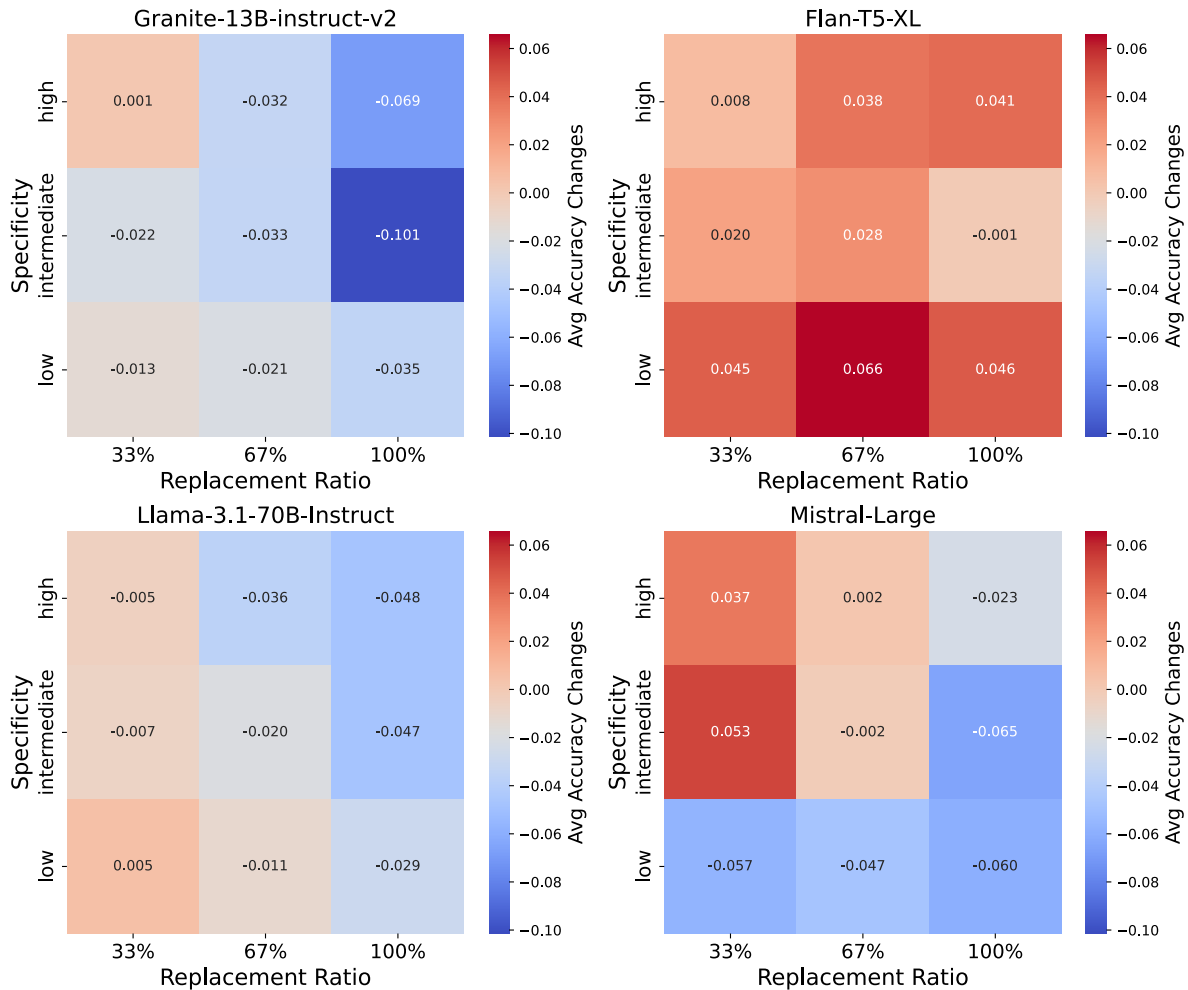 Granite-13B-instruct-v2
high
0.001 -0.032 -0.069
Specificity
intermediate
-0.022 -0.033 -0.101
low
-0.013 -0.021 -0.035
33% 67% 100%
Replacement Ratio
0.06
0.04
0.02
0.00
−0.02
−0.04
−0.06
−0.08
−0.10
Avg Accuracy Changes
Flan-T5-XL
high
0.008 0.038 0.041
Specificity
intermediate
0.020 0.028 -0.001
low
0.045 0.066 0.046
33% 67% 100%
Replacement Ratio
0.06
0.04
0.02
0.00
−0.02
−0.04
−0.06
−0.08
−0.10
Avg Accuracy Changes
Llama-3.1-70B-Instruct
high
-0.005 -0.036 -0.048
Specificity
intermediate
-0.007 -0.020 -0.047
low
0.005 -0.011 -0.029
33% 67% 100%
Replacement Ratio
0.06
0.04
0.02
0.00
−0.02
−0.04
−0.06
−0.08
−0.10
Avg Accuracy Changes
Mistral-Large
high
0.037 0.002 -0.023
Specificity
intermediate
0.053 -0.002 -0.065
low
-0.057 -0.047 -0.060
33% 67% 100%
Replacement Ratio
0.06
0.04
0.02
0.00
−0.02
−0.04
−0.06
−0.08
−0.10
Avg Accuracy Changes